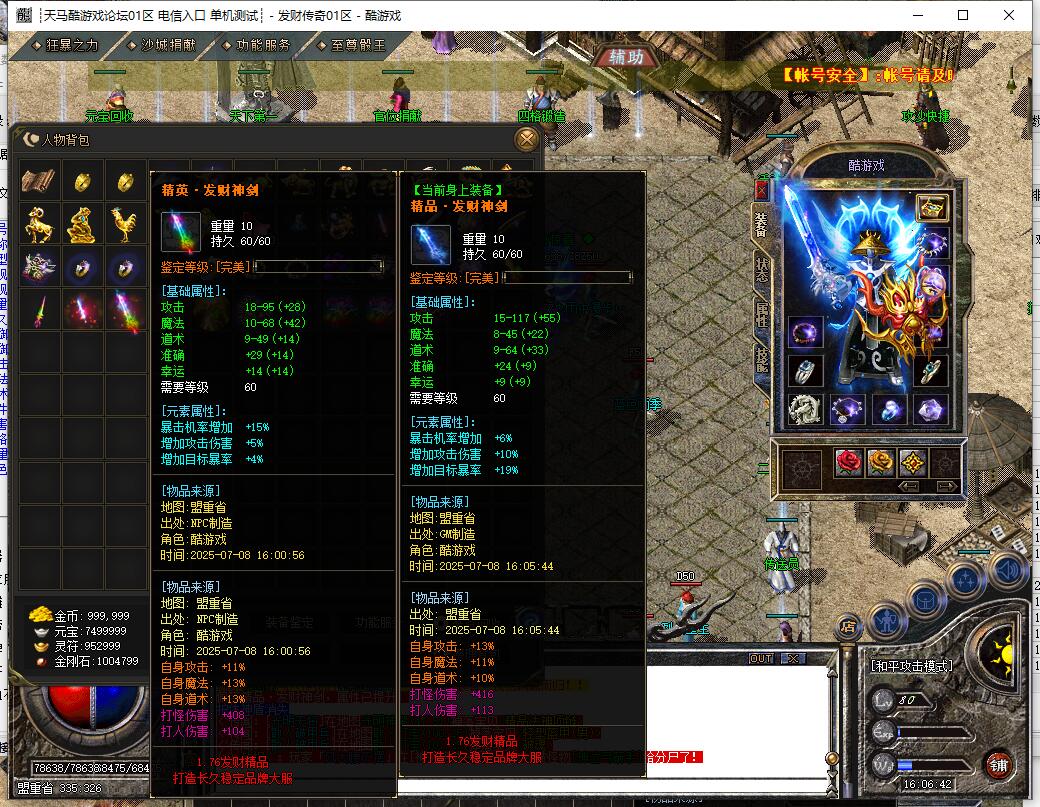 [天马酷游戏论坛01区 电信入口 单机测试] - 发财传奇01区 - 酷游戏
狂暴之力
沙城捐献
功能服务
至尊骰王
辅助
【帐号安全】:帐号请及
元宝回收
天下第一
官位捐献
四格锻造
攻沙快捷
人物背包
精英·发财神剑
重量 10
持久 60/60
鉴定等级:[完美]
[基础属性]:
攻击 18-95(+28)
魔法 10-68(+42)
道术 9-49(+14)
准确 +29(+14)
幸运 +14(+14)
需要等级 60
[元素属性]:
暴击机率增加 +15%
增加攻击伤害 +5%
增加目标暴率 +4%
[物品来源]
地图:盟重省
出处:NPC制造
角色:酷游戏
时间:2025-07-08 16:00:56
[物品来源]
地图: 盟重省
出处: NPC制造
角色: 酷游戏
时间: 2025-07-08 16:00:56
自身攻击: +11%
自身魔法: +13%
自身道术: +13%
打怪伤害 +408
打人伤害 +104
1.76发财精品
打造长久稳定品牌大服
【当前身上装备】
精品·发财神剑
重量 10
持久 60/60
鉴定等级:[完美]
[基础属性]:
攻击 15-117(+55)
魔法 8-45(+22)
道术 9-64(+33)
准确 +24(+9)
幸运 +9(+9)
需要等级 60
[元素属性]:
暴击机率增加 +6%
增加攻击伤害 +10%
增加目标暴率 +19%
[物品来源]
地图:盟重省
出处:GM制造
角色:酷游戏
时间:2025-07-08 16:05:44
[物品来源]
出处: 盟重省
时间: 2025-07-08 16:05:44
自身攻击: +13%
自身魔法: +11%
自身道术: +10%
打怪伤害 +416
打人伤害 +113
1.76发财精品
打造长久稳定品牌大服
酷游戏
装备
状态
属性
技能
传送员
D50
金币: 999,999
元宝:7499999
灵符:952999
金刚石:1004799
OUT
店
[和平攻击模式]
Lv 80
Exp
W
铺
16:06:42
盟重省 335:326